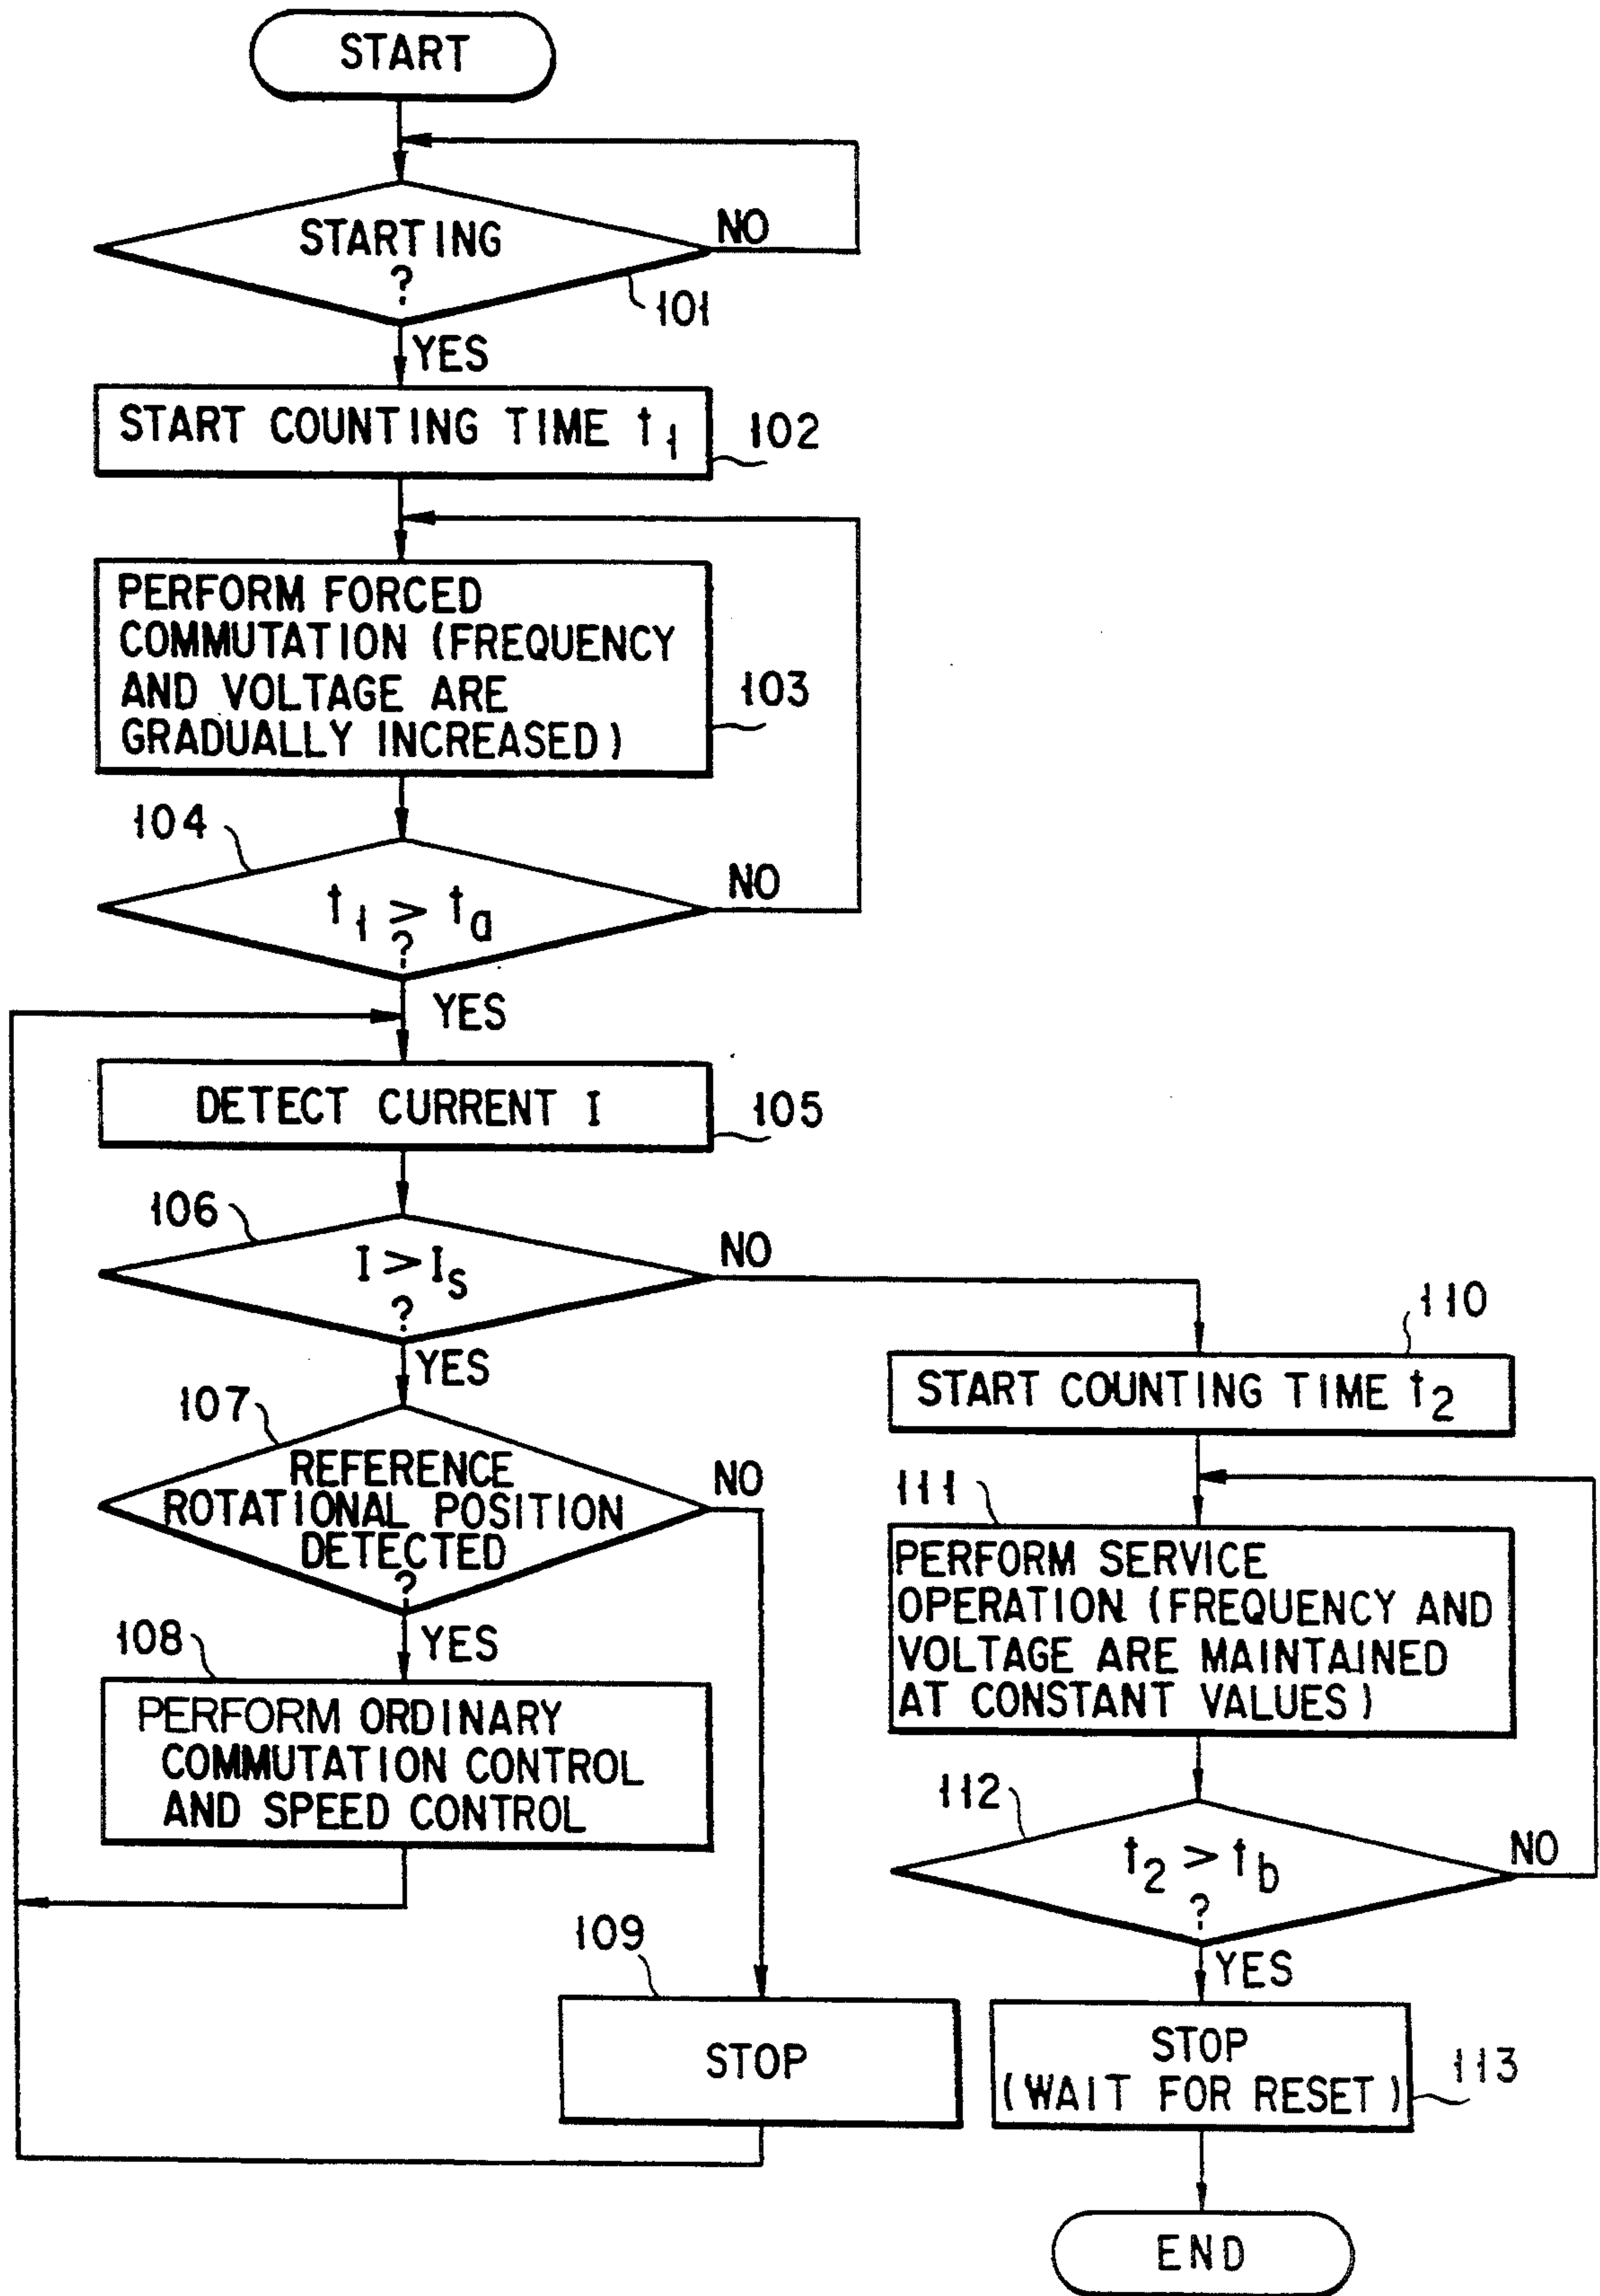 START
STARTING
?
NO
101
YES
START COUNTING TIME t1
102
PERFORM FORCED
COMMUTATION (FREQUENCY
AND VOLTAGE ARE
GRADUALLY INCREASED)
103
104
t1 > ta
?
NO
YES
DETECT CURRENT I
105
106
I > Is
?
NO
YES
107
REFERENCE
ROTATIONAL POSITION
DETECTED
?
NO
YES
108
PERFORM ORDINARY
COMMUTATION CONTROL
AND SPEED CONTROL
109
STOP
110
START COUNTING TIME t2
111
PERFORM SERVICE
OPERATION (FREQUENCY AND
VOLTAGE ARE MAINTAINED
AT CONSTANT VALUES)
112
t2 > tb
?
NO
YES
STOP
(WAIT FOR RESET)
113
END